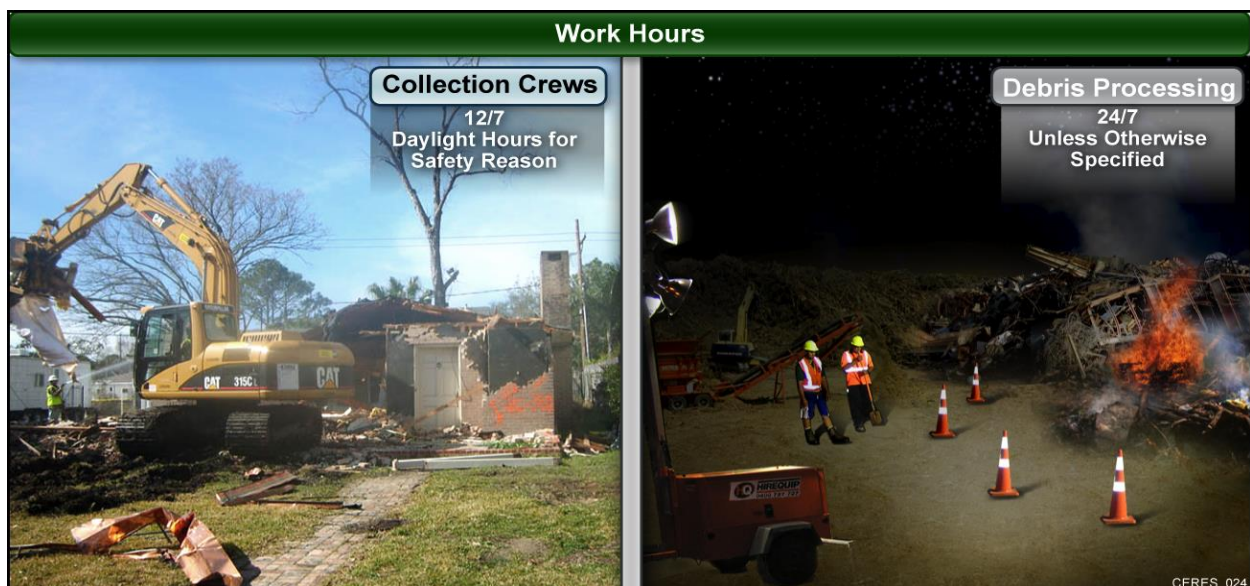 Work Hours
Collection Crews
12/7
Daylight Hours for
Safety Reason
Debris Processing
24/7
Unless Otherwise
Specified
CAT
CAT 315C
CAT
HIREQUIP
CERES_024